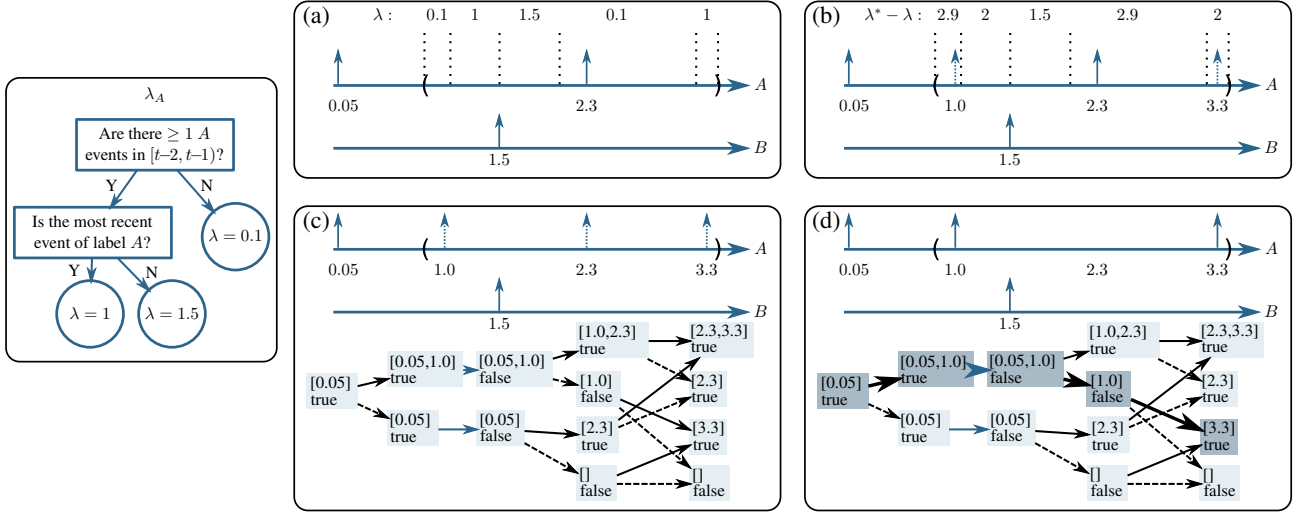 λ_A
Are there ≥ 1 A
events in [t−2, t−1)?
Y
N
Is the most recent
event of label A?
λ = 0.1
Y
N
λ = 1
λ = 1.5
(a)
λ : 0.1 1 1.5 0.1 1
( )
A
0.05 2.3
B
1.5
(b)
λ* − λ : 2.9 2 1.5 2.9 2
( )
A
0.05 1.0 2.3 3.3
B
1.5
(c)
( )
A
0.05 1.0 2.3 3.3
B
1.5
[0.05]
true
[0.05,1.0]
true
[0.05]
true
[0.05,1.0]
false
[0.05]
false
[1.0,2.3]
true
[1.0]
false
[2.3]
true
[]
false
[2.3,3.3]
true
[2.3]
true
[3.3]
true
[]
false
(d)
( )
A
0.05 1.0 2.3 3.3
B
1.5
[0.05]
true
[0.05,1.0]
true
[0.05]
true
[0.05,1.0]
false
[0.05]
false
[1.0,2.3]
true
[1.0]
false
[2.3]
true
[]
false
[2.3,3.3]
true
[2.3]
true
[3.3]
true
[]
false